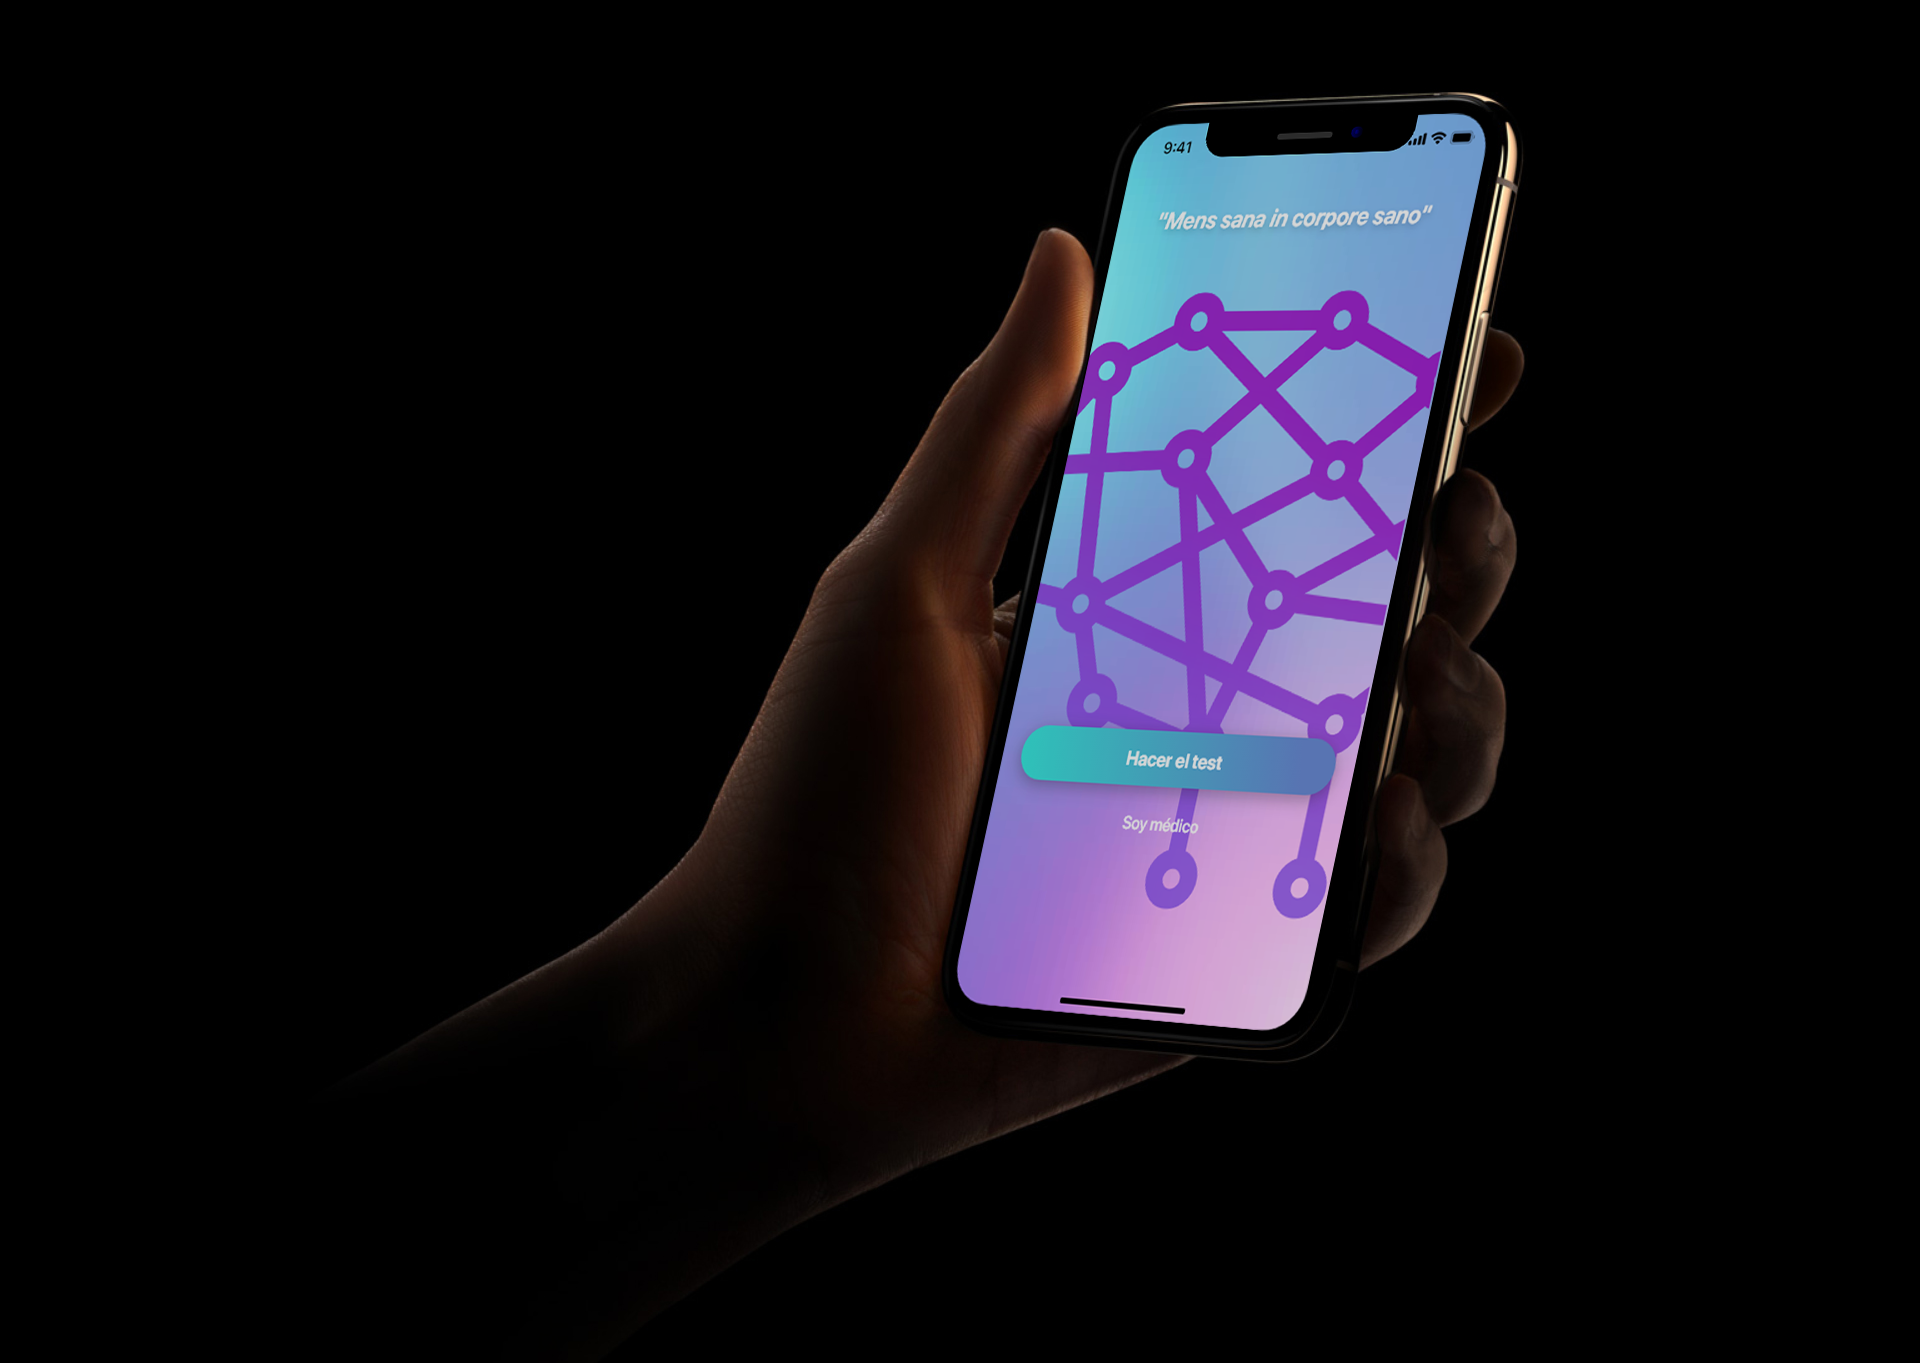 9:41
“Mens sana in corpore sano”
Hacer el test
Soy médico